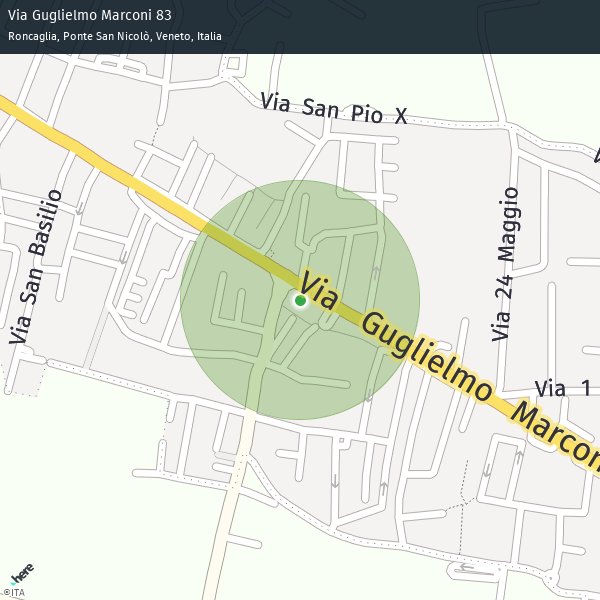 Via Guglielmo Marconi 83
Roncaglia, Ponte San Nicolò, Veneto, Italia
Via San Pio X
Via San Basilio
Via 24 Maggio
Via Guglielmo Marconi
Via 1
here
©ITA